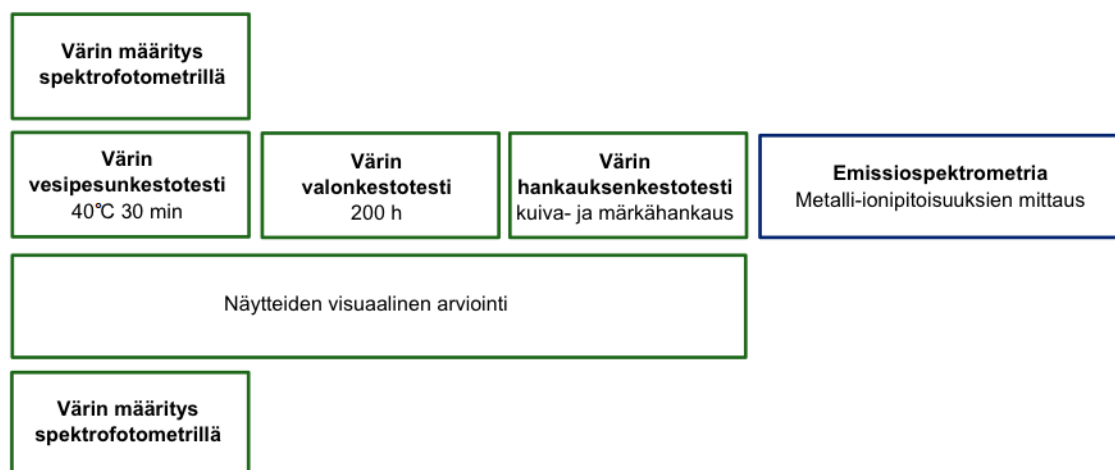 Värin määritys
spektrofotometrillä
Värin
vesipesunkestotesti
40°C 30 min
Värin
valonkestotesti
200 h
Värin
hankauksenkestotesti
kuiva- ja märkähankaus
Emissiospektrometria
Metalli-ionipitoisuuksien mittaus
Näytteiden visuaalinen arviointi
Värin määritys
spektrofotometrillä